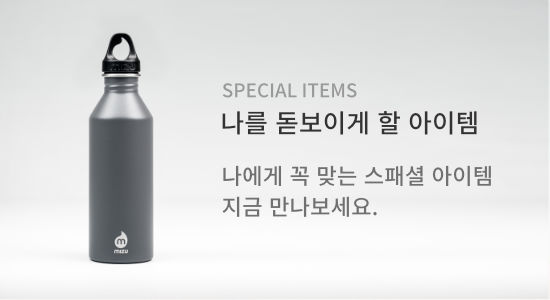 SPECIAL ITEMS
나를 돋보이게 할 아이템
나에게 꼭 맞는 스패셜 아이템
지금 만나보세요.
mizu